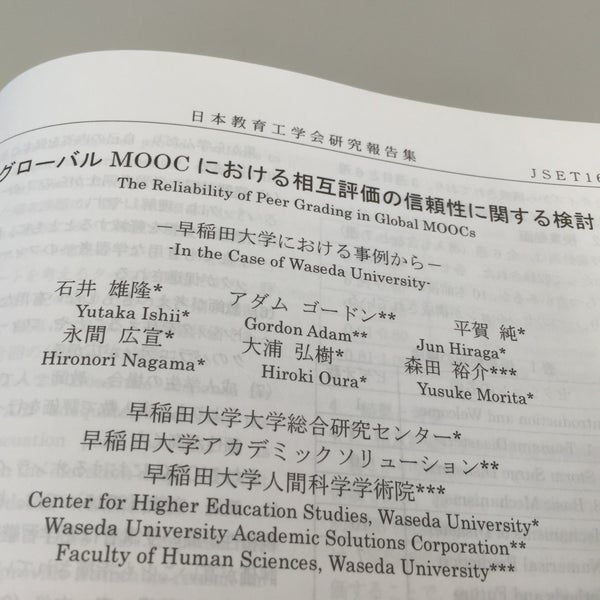 日本教育工学会研究報告集
JSET16
グローバル MOOC における相互評価の信頼性に関する検討
The Reliability of Peer Grading in Global MOOCs
－早稲田大学における事例から－
-In the Case of Waseda University-
石井 雄隆* アダム ゴードン** 平賀 純*
Yutaka Ishii* Gordon Adam** Jun Hiraga*
永間 広宣* 大浦 弘樹* 森田 裕介***
Hironori Nagama* Hiroki Oura* Yusuke Morita*
早稲田大学大学総合研究センター*
早稲田大学アカデミックソリューション**
早稲田大学人間科学学術院***
Center for Higher Education Studies, Waseda University*
Waseda University Academic Solutions Corporation**
Faculty of Human Sciences, Waseda University***